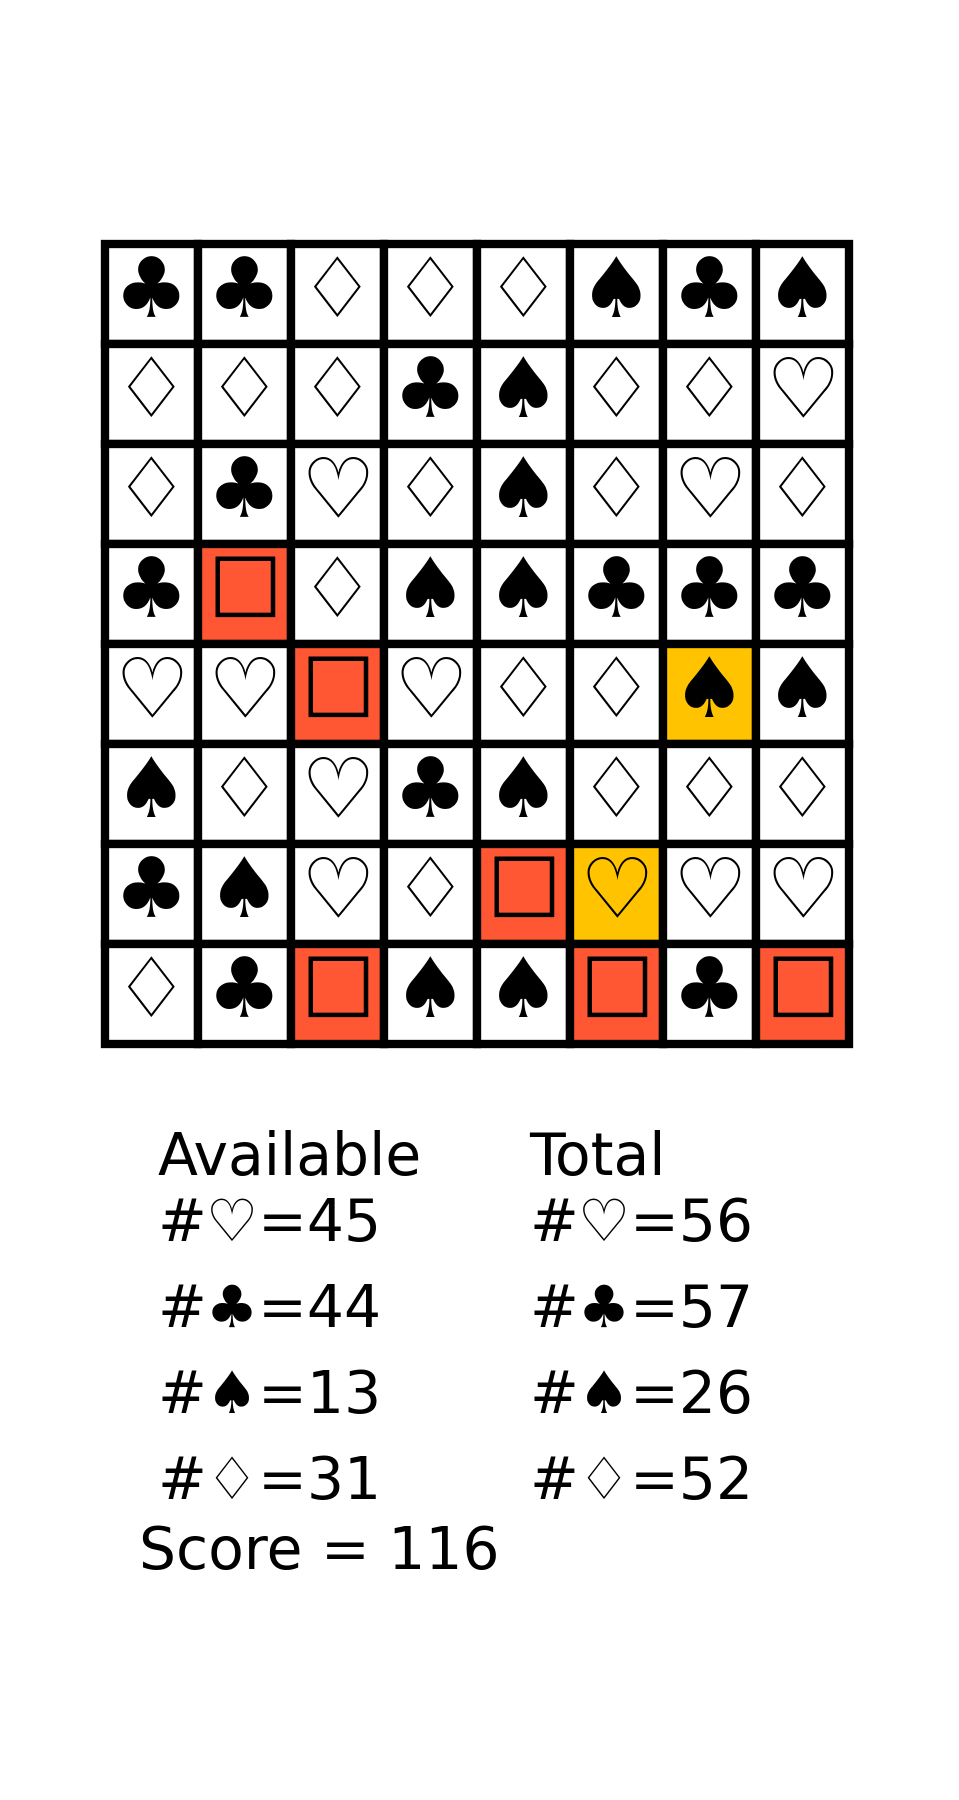 ♣ ♣ ♢ ♢ ♢ ♠ ♣ ♠
♢ ♢ ♢ ♣ ♠ ♢ ♢ ♡
♢ ♣ ♡ ♢ ♠ ♢ ♡ ♢
♣ □ ♢ ♠ ♠ ♣ ♣ ♣
♡ ♡ □ ♡ ♢ ♢ ♠ ♠
♠ ♢ ♡ ♣ ♠ ♢ ♢ ♢
♣ ♠ ♡ ♢ □ ♡ ♡ ♡
♢ ♣ □ ♠ ♠ □ ♣ □
Available Total
#♡=45 #♡=56
#♣=44 #♣=57
#♠=13 #♠=26
#♢=31 #♢=52
Score = 116